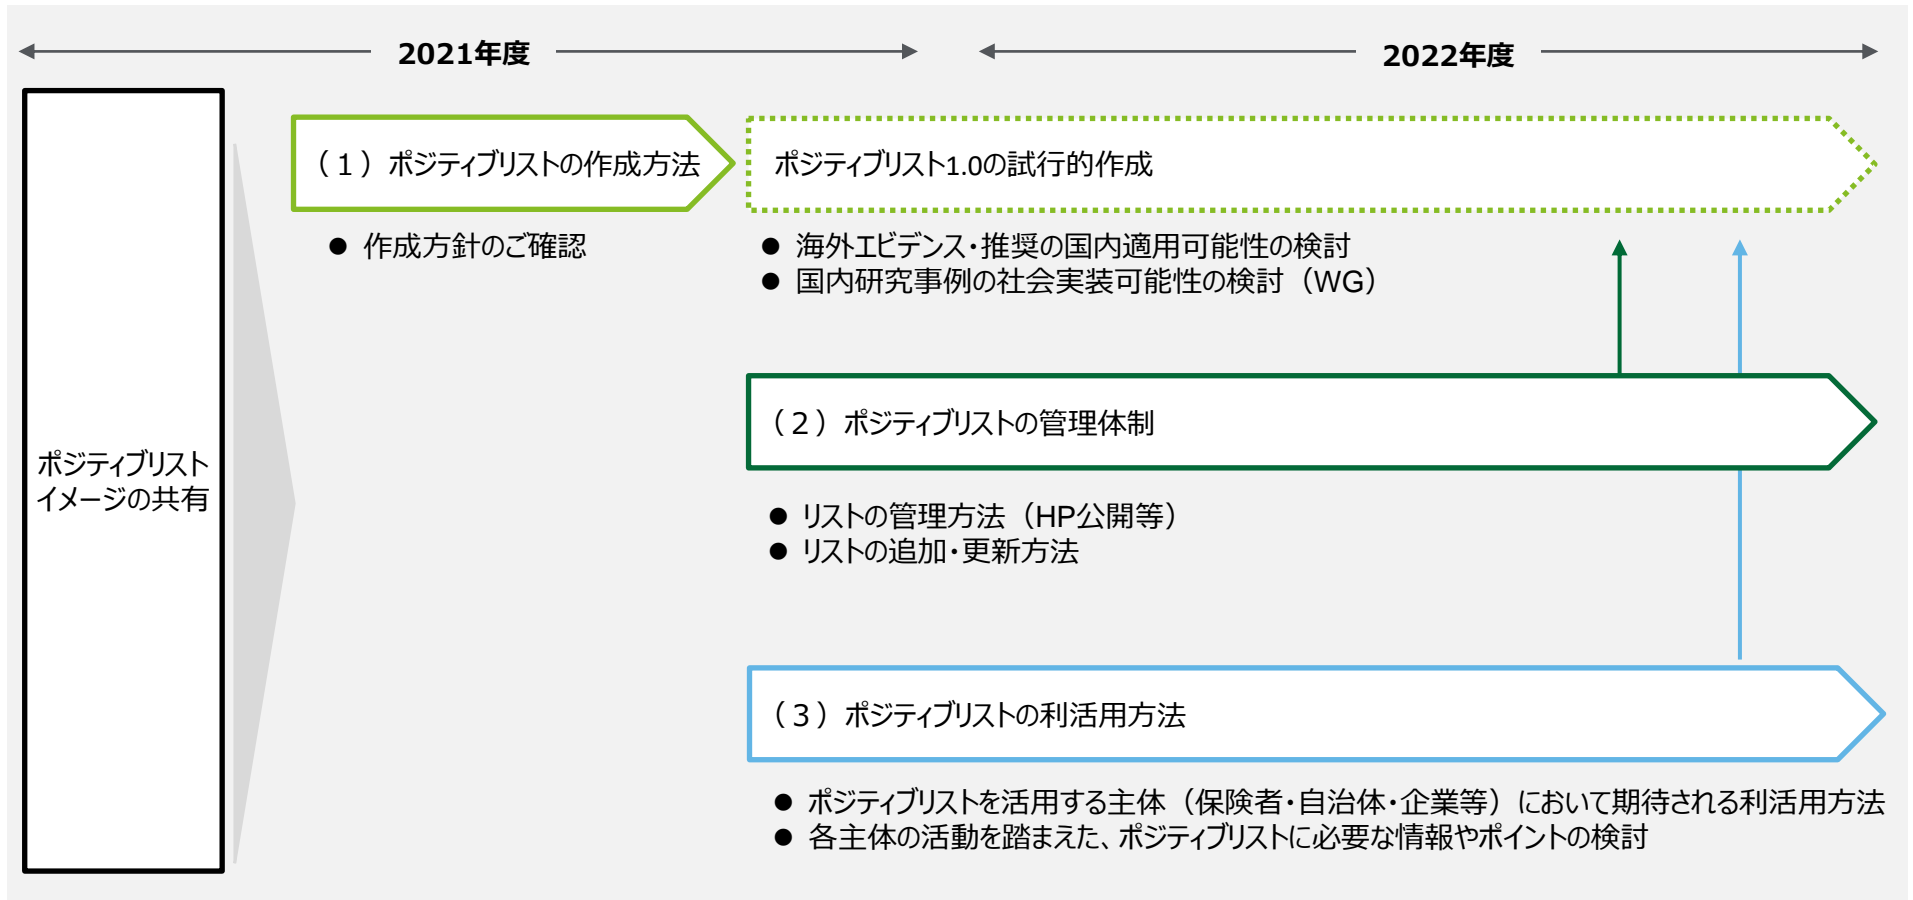 2021年度
2022年度
ポジティブリスト
イメージの共有
（１）ポジティブリストの作成方法
● 作成方針のご確認
ポジティブリスト1.0の試行的作成
● 海外エビデンス・推奨の国内適用可能性の検討
● 国内研究事例の社会実装可能性の検討（WG）
（２）ポジティブリストの管理体制
● リストの管理方法（HP公開等）
● リストの追加・更新方法
（３）ポジティブリストの利活用方法
● ポジティブリストを活用する主体（保険者・自治体・企業等）において期待される利活用方法
● 各主体の活動を踏まえた、ポジティブリストに必要な情報やポイントの検討